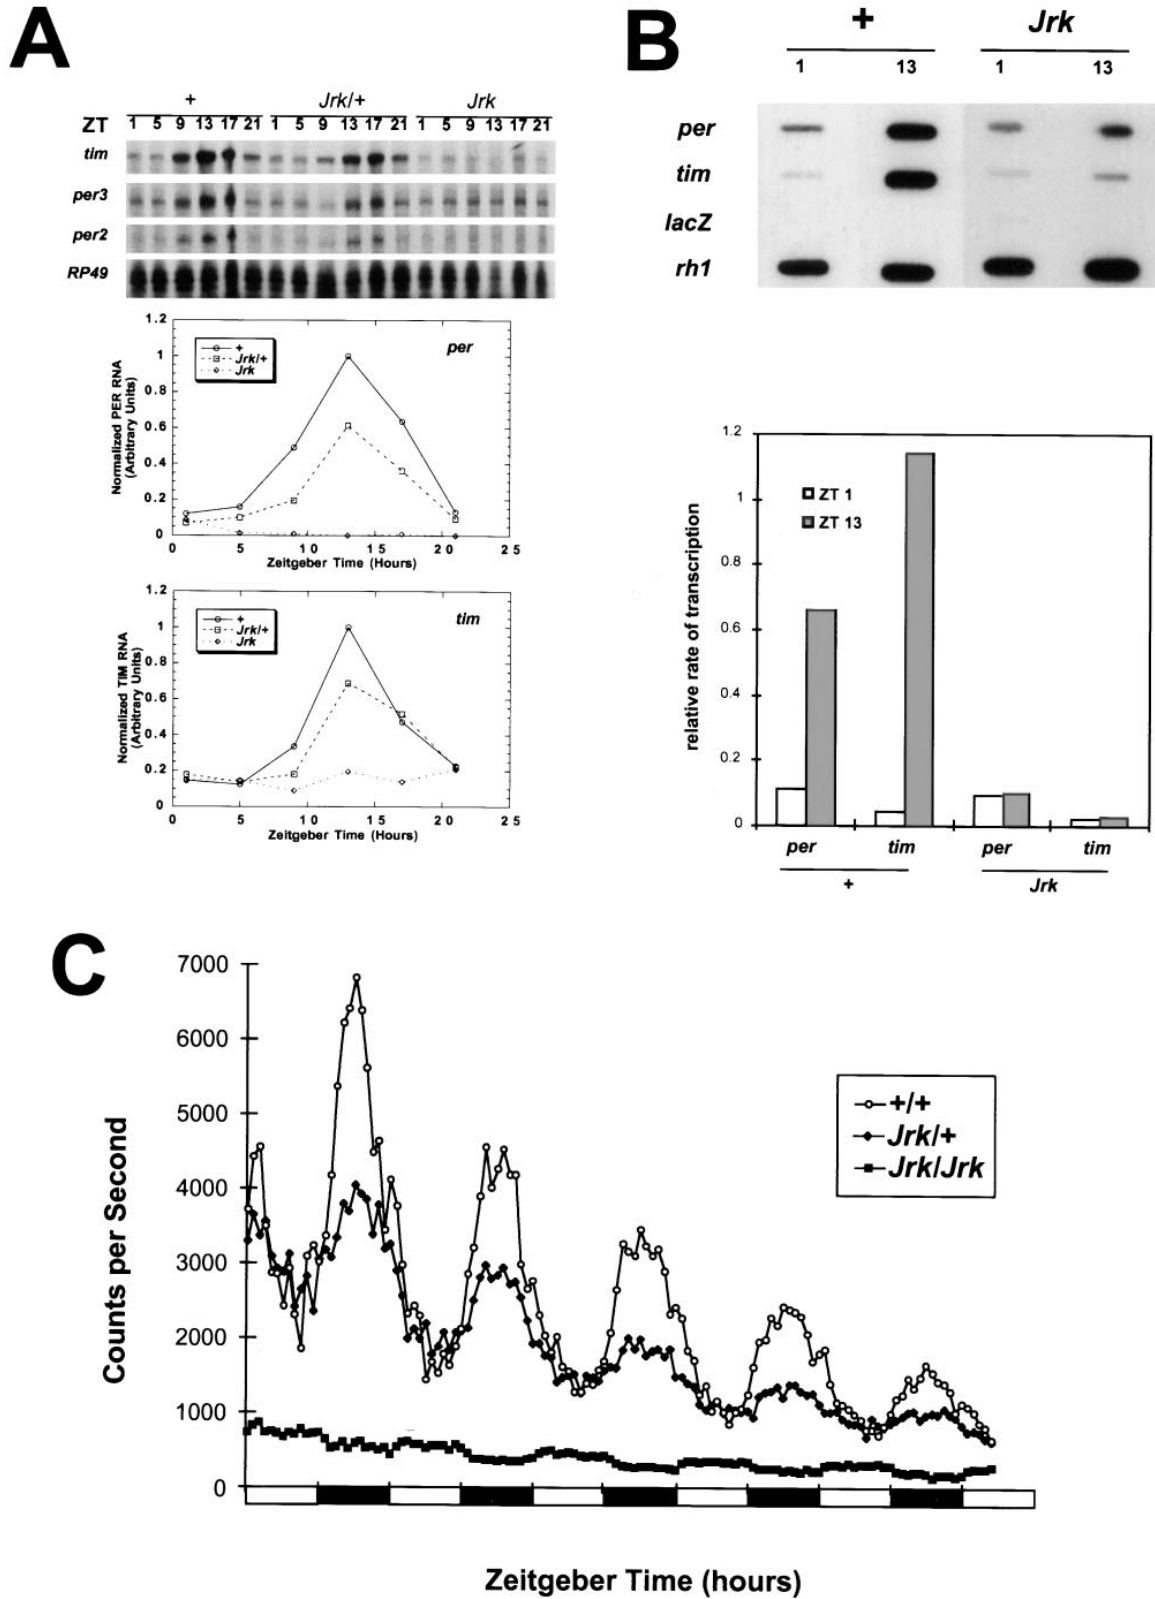 A
+ Jrk/+ Jrk
ZT 1 5 9 13 17 21 1 5 9 13 17 21 1 5 9 13 17 21
tim
per3
per2
RP49
1.2
1
0.8
0.6
0.4
0.2
0
Normalized PER RNA
(Arbitrary Units)
+
Jrk/+
Jrk
per
0 5 10 15 20 25
Zeitgeber Time (Hours)
1.2
1
0.8
0.6
0.4
0.2
0
Normalized TIM RNA
(Arbitrary Units)
+
Jrk/+
Jrk
tim
0 5 10 15 20 25
Zeitgeber Time (Hours)
B
+ Jrk
1 13 1 13
per
tim
lacZ
rh1
1.2
1
0.8
0.6
0.4
0.2
0
relative rate of transcription
ZT 1
ZT 13
per tim per tim
+ Jrk
C
7000
6000
5000
4000
3000
2000
1000
0
Counts per Second
+/+
Jrk/+
Jrk/Jrk
Zeitgeber Time (hours)